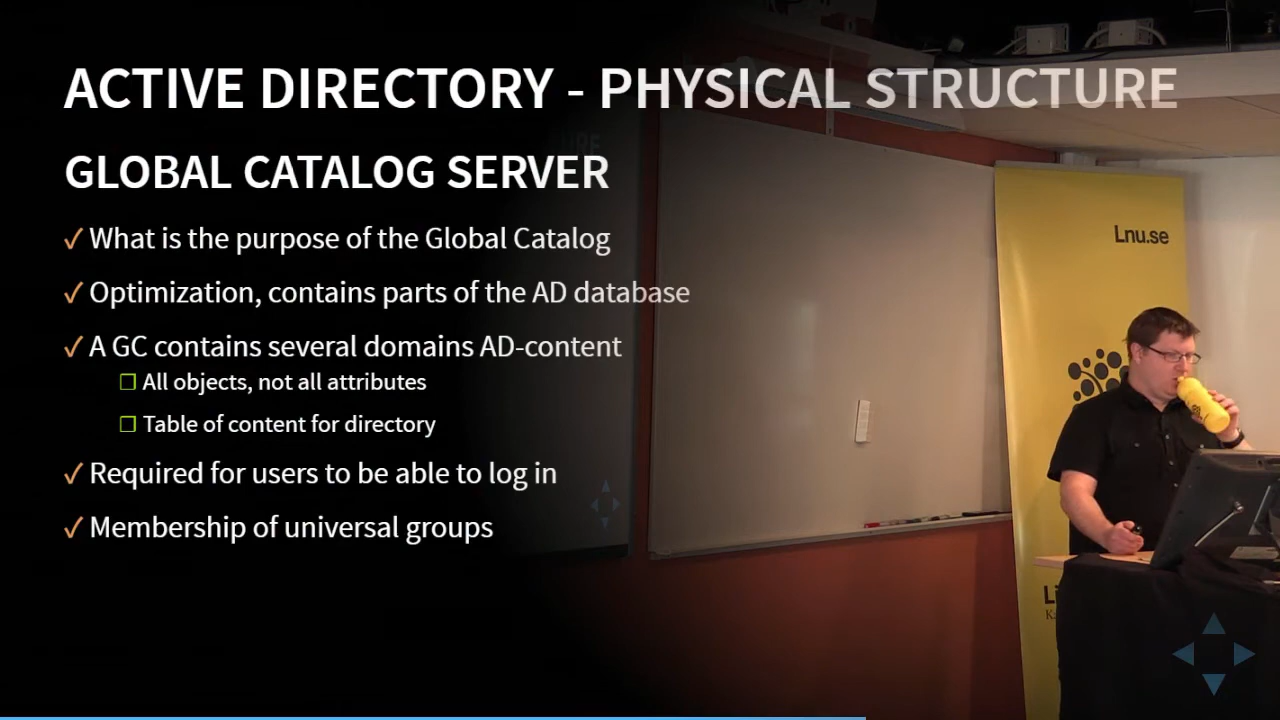 ACTIVE DIRECTORY - PHYSICAL STRUCTURE
GLOBAL CATALOG SERVER
✓ What is the purpose of the Global Catalog
✓ Optimization, contains parts of the AD database
✓ A GC contains several domains AD-content
❒ All objects, not all attributes
❒ Table of content for directory
✓ Required for users to be able to log in
✓ Membership of universal groups
Lnu.se